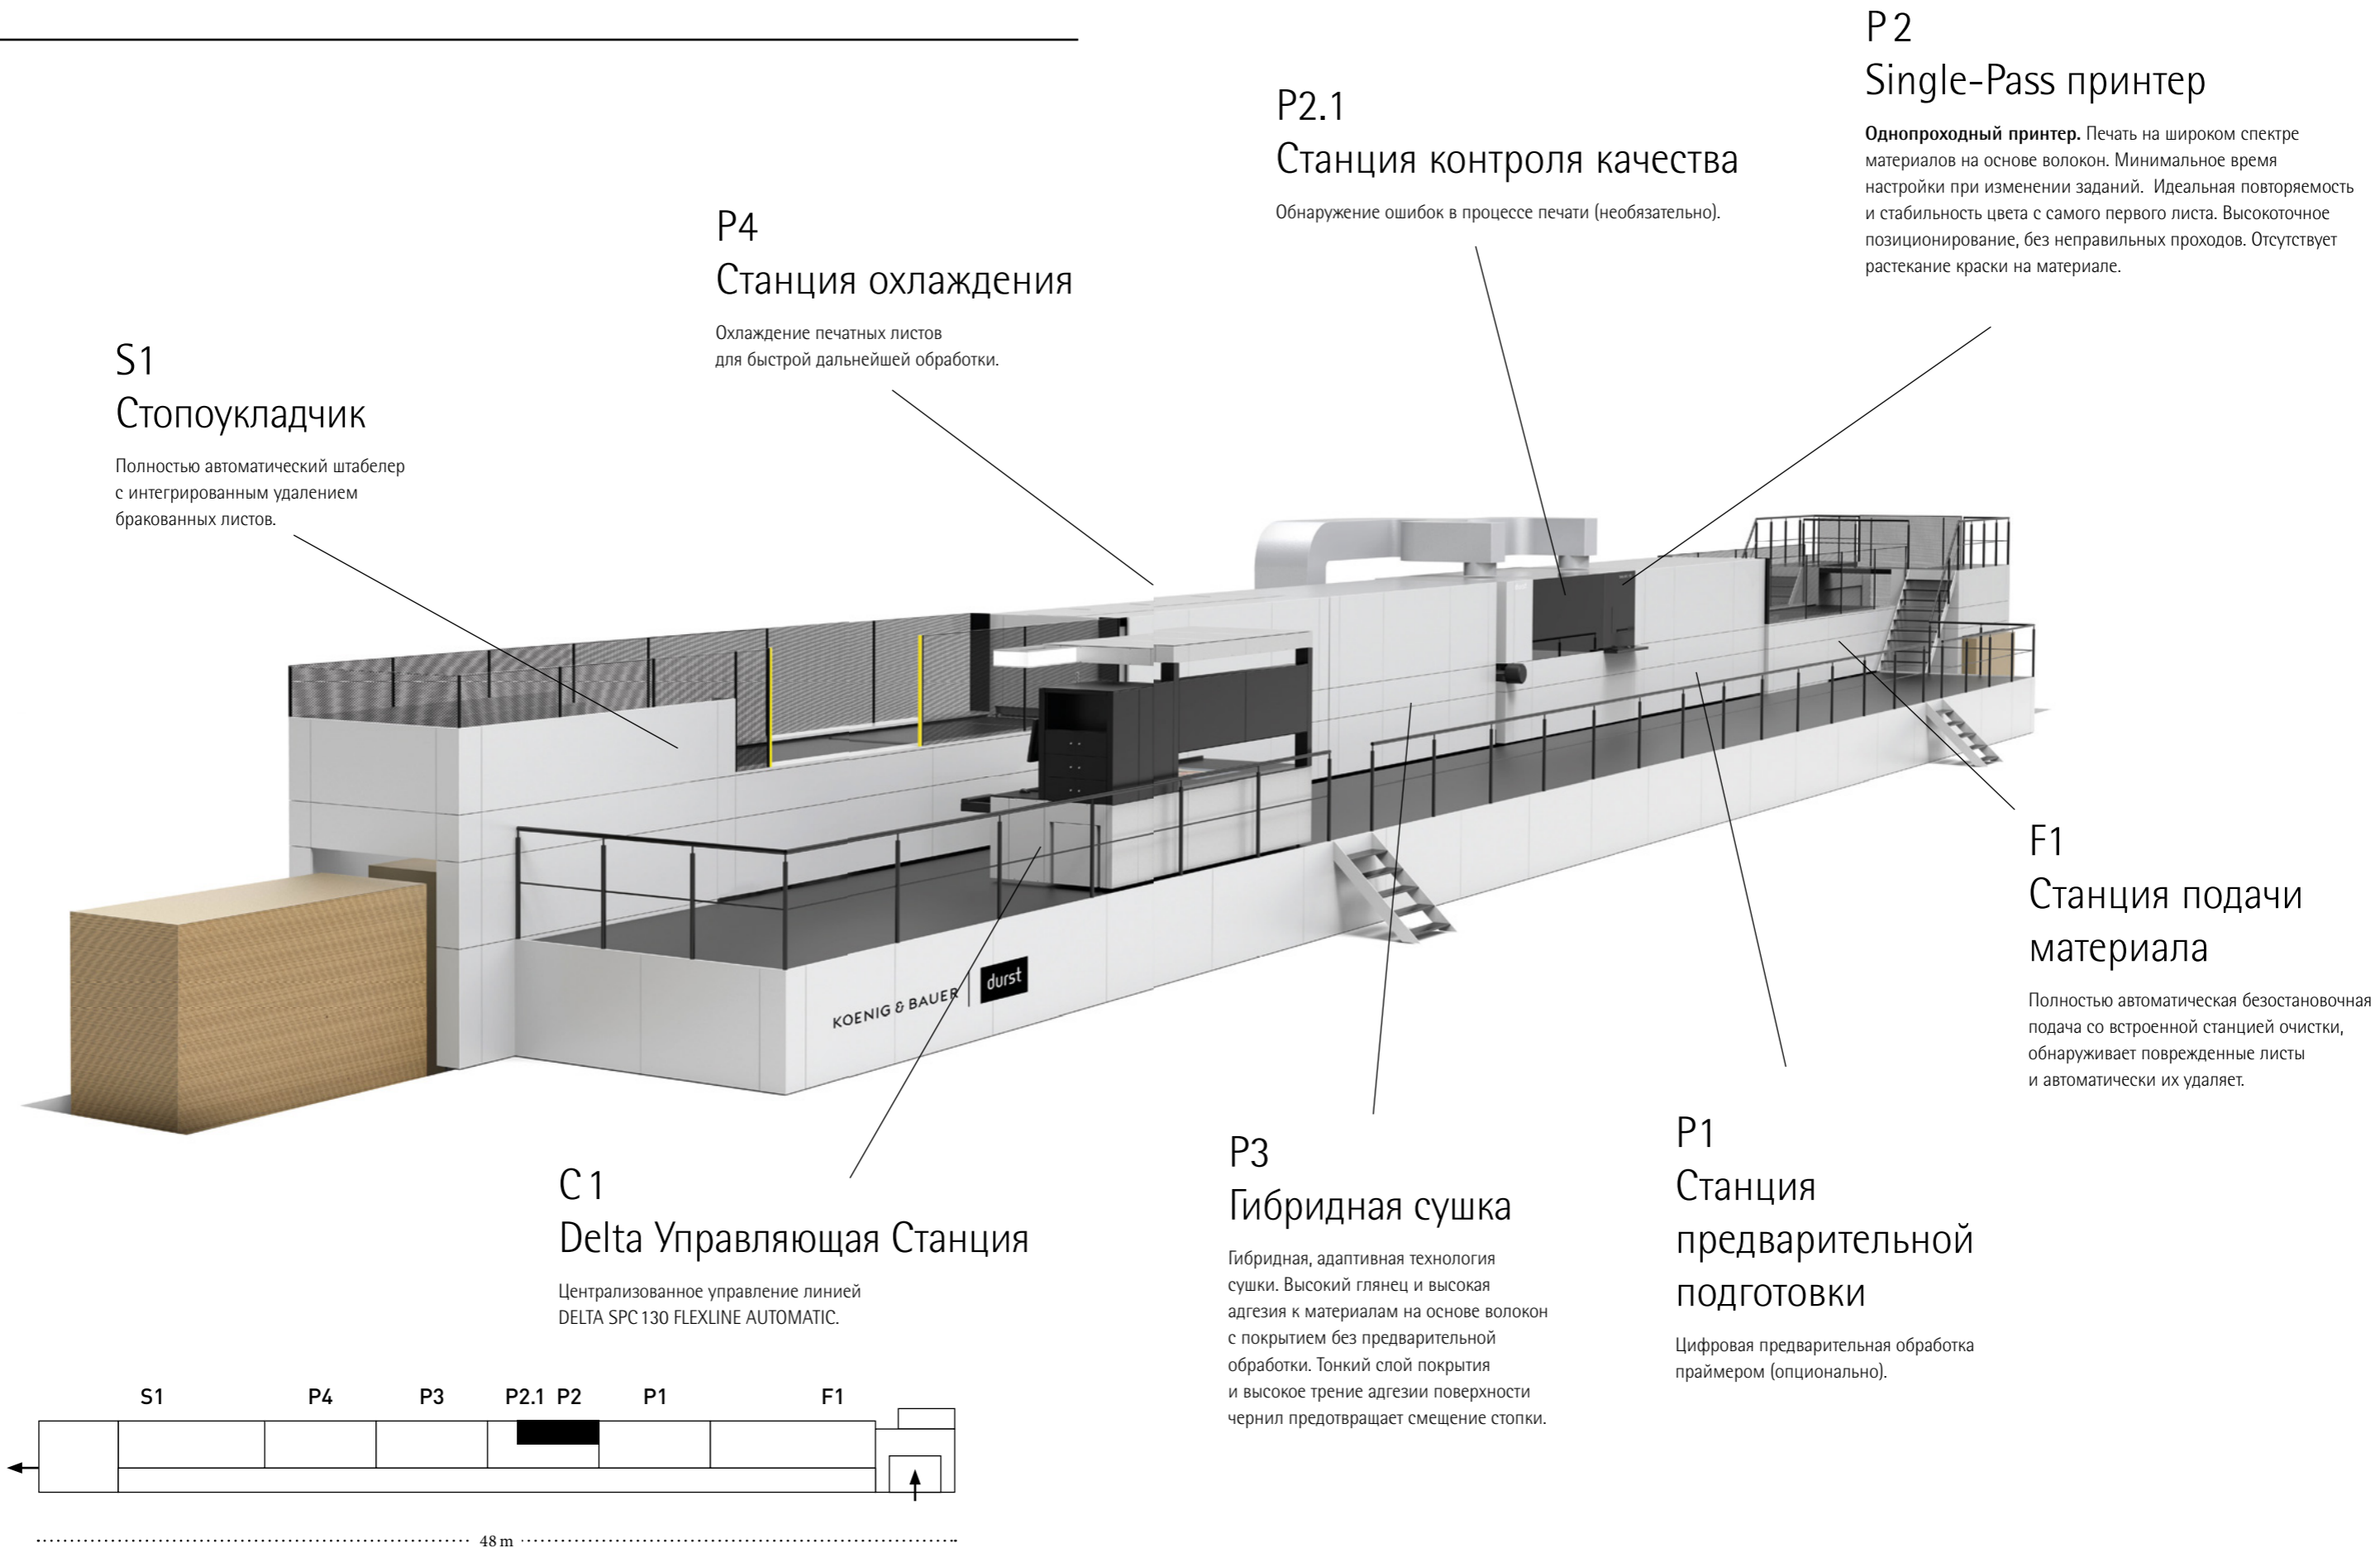 P 2
Single-Pass принтер
Однопроходный принтер. Печать на широком спектре
материалов на основе волокон. Минимальное время
настройки при изменении заданий. Идеальная повторяемость
и стабильность цвета с самого первого листа. Высокоточное
позиционирование, без неправильных проходов. Отсутствует
растекание краски на материале.
P2.1
Станция контроля качества
Обнаружение ошибок в процессе печати (необязательно).
P4
Станция охлаждения
Охлаждение печатных листов
для быстрой дальнейшей обработки.
S1
Стопоукладчик
Полностью автоматический штабелер
с интегрированным удалением
бракованных листов.
KOENIG & BAUER | durst
F1
Станция подачи
материала
Полностью автоматическая безостановочная
подача со встроенной станцией очистки,
обнаруживает поврежденные листы
и автоматически их удаляет.
C 1
Delta Управляющая Станция
Централизованное управление линией
DELTA SPC 130 FLEXLINE AUTOMATIC.
P3
Гибридная сушка
Гибридная, адаптивная технология
сушки. Высокий глянец и высокая
адгезия к материалам на основе волокон
с покрытием без предварительной
обработки. Тонкий слой покрытия
и высокое трение адгезии поверхности
чернил предотвращает смещение стопки.
P1
Станция
предварительной
подготовки
Цифровая предварительная обработка
праймером (опционально).
S1 P4 P3 P2.1 P2 P1 F1
48 m